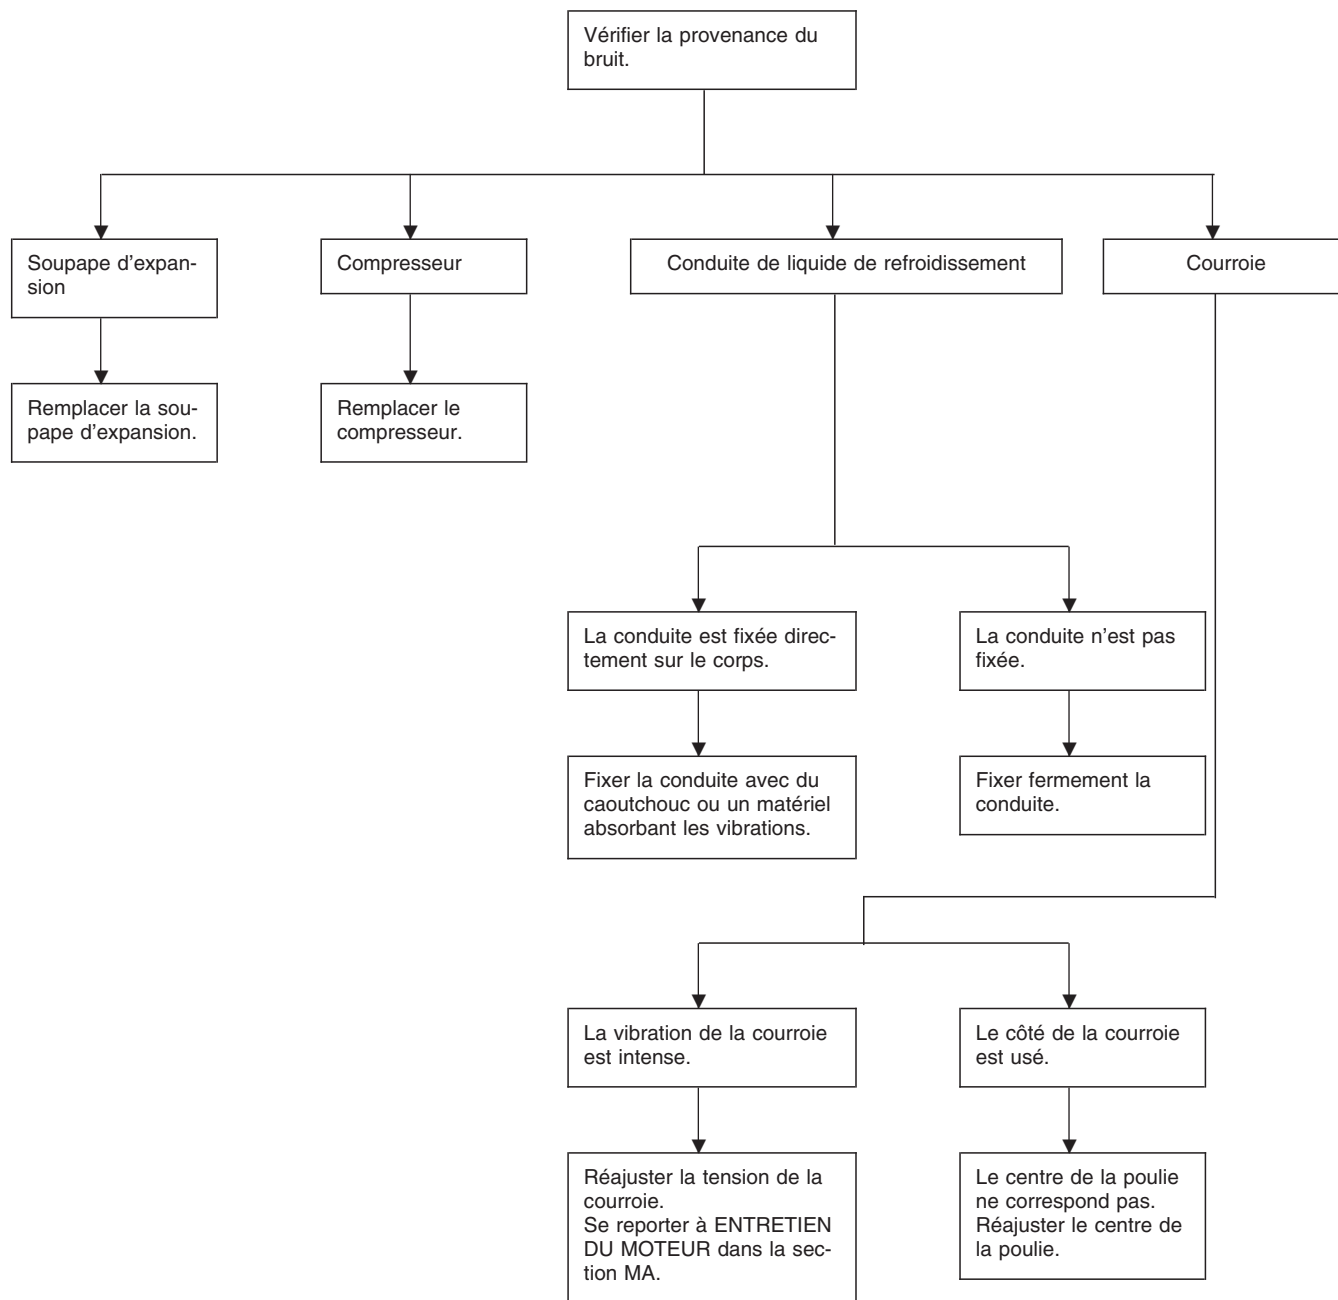 Vérifier la provenance du
bruit.
Soupape d'expan-
sion
Compresseur
Conduite de liquide de refroidissement
Courroie
Remplacer la sou-
pape d'expansion.
Remplacer le
compresseur.
La conduite est fixée direc-
tement sur le corps.
La conduite n'est pas
fixée.
Fixer la conduite avec du
caoutchouc ou un matériel
absorbant les vibrations.
Fixer fermement la
conduite.
La vibration de la courroie
est intense.
Le côté de la courroie
est usé.
Réajuster la tension de la
courroie.
Se reporter à ENTRETIEN
DU MOTEUR dans la sec-
tion MA.
Le centre de la poulie
ne correspond pas.
Réajuster le centre de
la poulie.